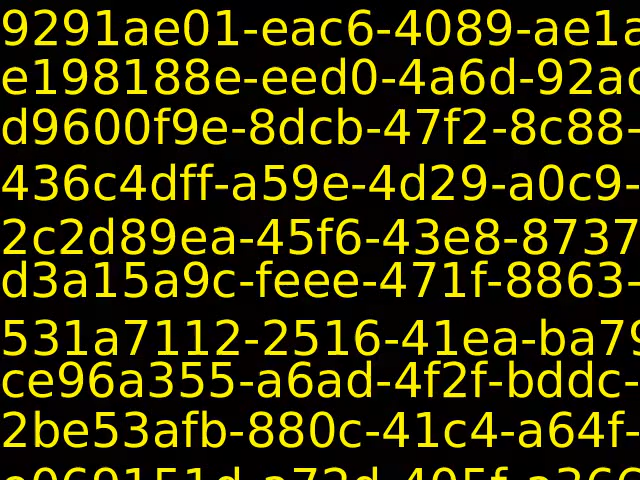 9291ae01-eac6-4089-ae1a
e198188e-eed0-4a6d-92ac
d9600f9e-8dcb-47f2-8c88-
436c4dff-a59e-4d29-a0c9-
2c2d89ea-45f6-43e8-8737
d3a15a9c-feee-471f-8863-
531a7112-2516-41ea-ba79
ce96a355-a6ad-4f2f-bddc-
2be53afb-880c-41c4-a64f-